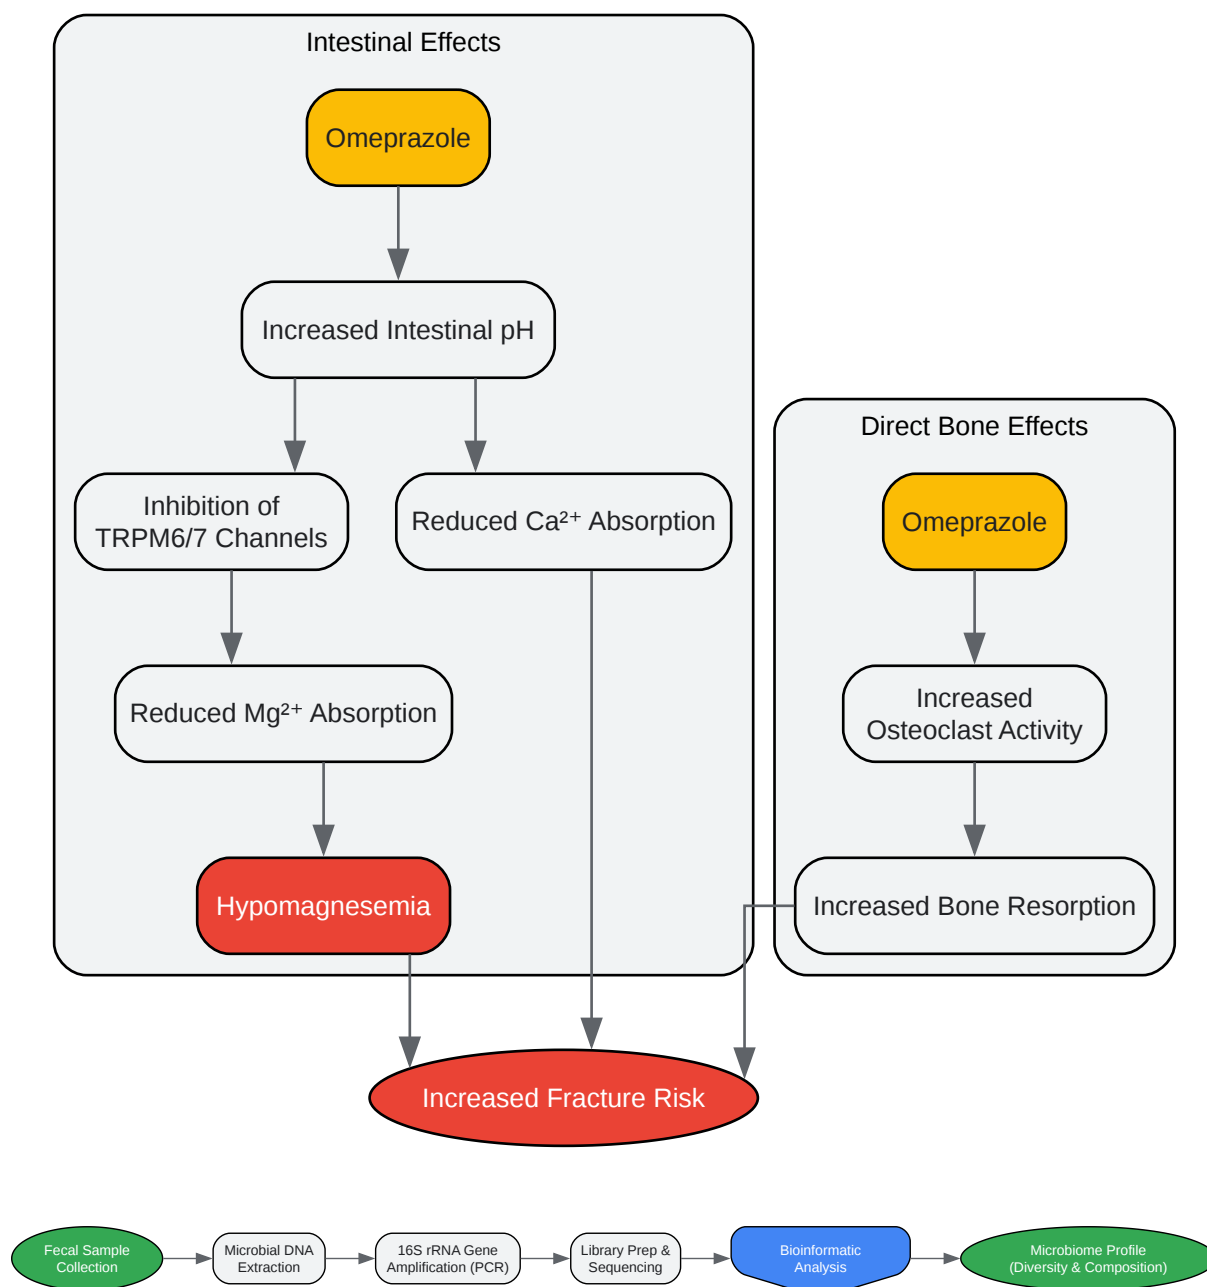 Intestinal Effects
Omeprazole
Increased Intestinal pH
Inhibition of
TRPM6/7 Channels
Reduced Ca²⁺ Absorption
Reduced Mg²⁺ Absorption
Hypomagnesemia
Direct Bone Effects
Omeprazole
Increased
Osteoclast Activity
Increased Bone Resorption
Increased Fracture Risk
Fecal Sample
Collection
Microbial DNA
Extraction
16S rRNA Gene
Amplification (PCR)
Library Prep &
Sequencing
Bioinformatic
Analysis
Microbiome Profile
(Diversity & Composition)